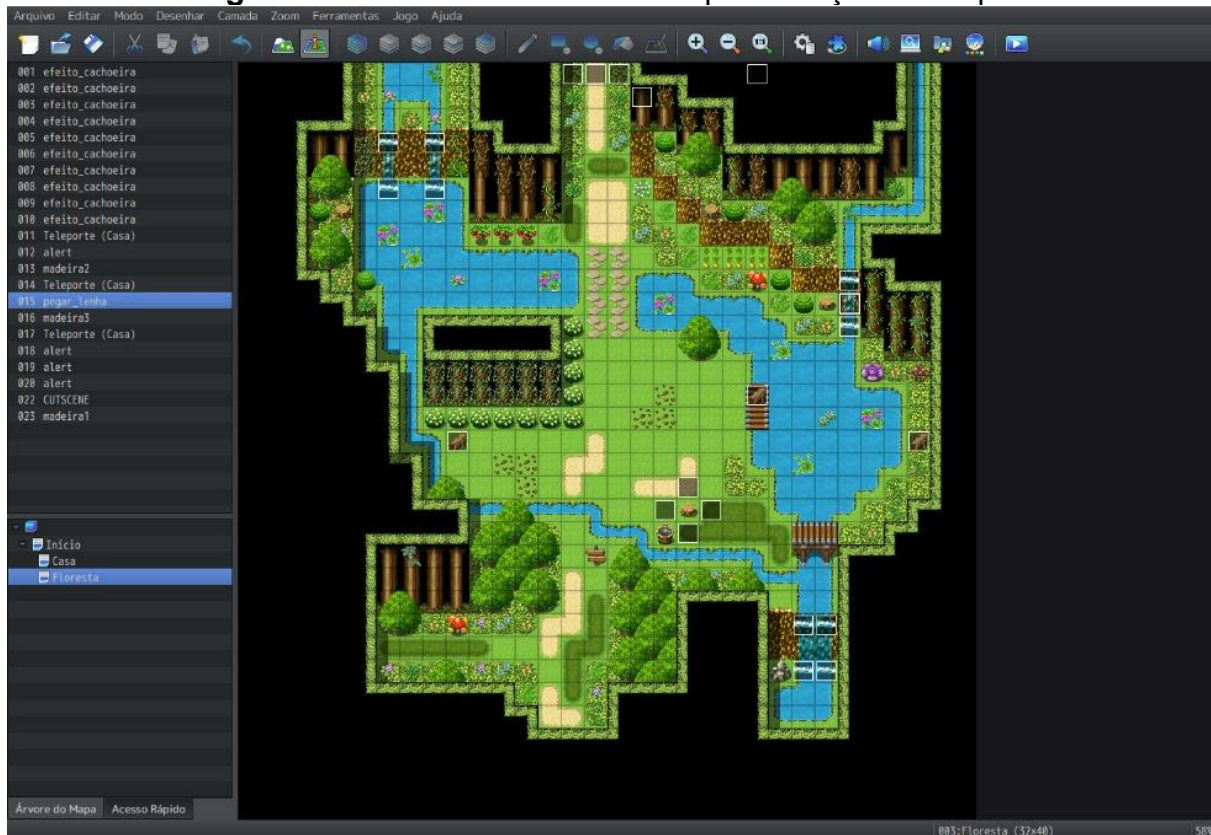 Arquivo Editar Modo Desenhar Camada Zoom Ferramentas Jogo Ajuda
001 efeito_cachoeira
002 efeito_cachoeira
003 efeito_cachoeira
004 efeito_cachoeira
005 efeito_cachoeira
006 efeito_cachoeira
007 efeito_cachoeira
008 efeito_cachoeira
009 efeito_cachoeira
010 efeito_cachoeira
011 Teleporte (Casa)
012 alert
013 madeira2
014 Teleporte (Casa)
015 pegar_lenha
016 madeira3
017 Teleporte (Casa)
018 alert
019 alert
020 alert
022 CUTSCENE
023 madeira1
Início
Casa
Floresta
Árvore do Mapa Acesso Rápido
003:Floresta (32x40) 58%